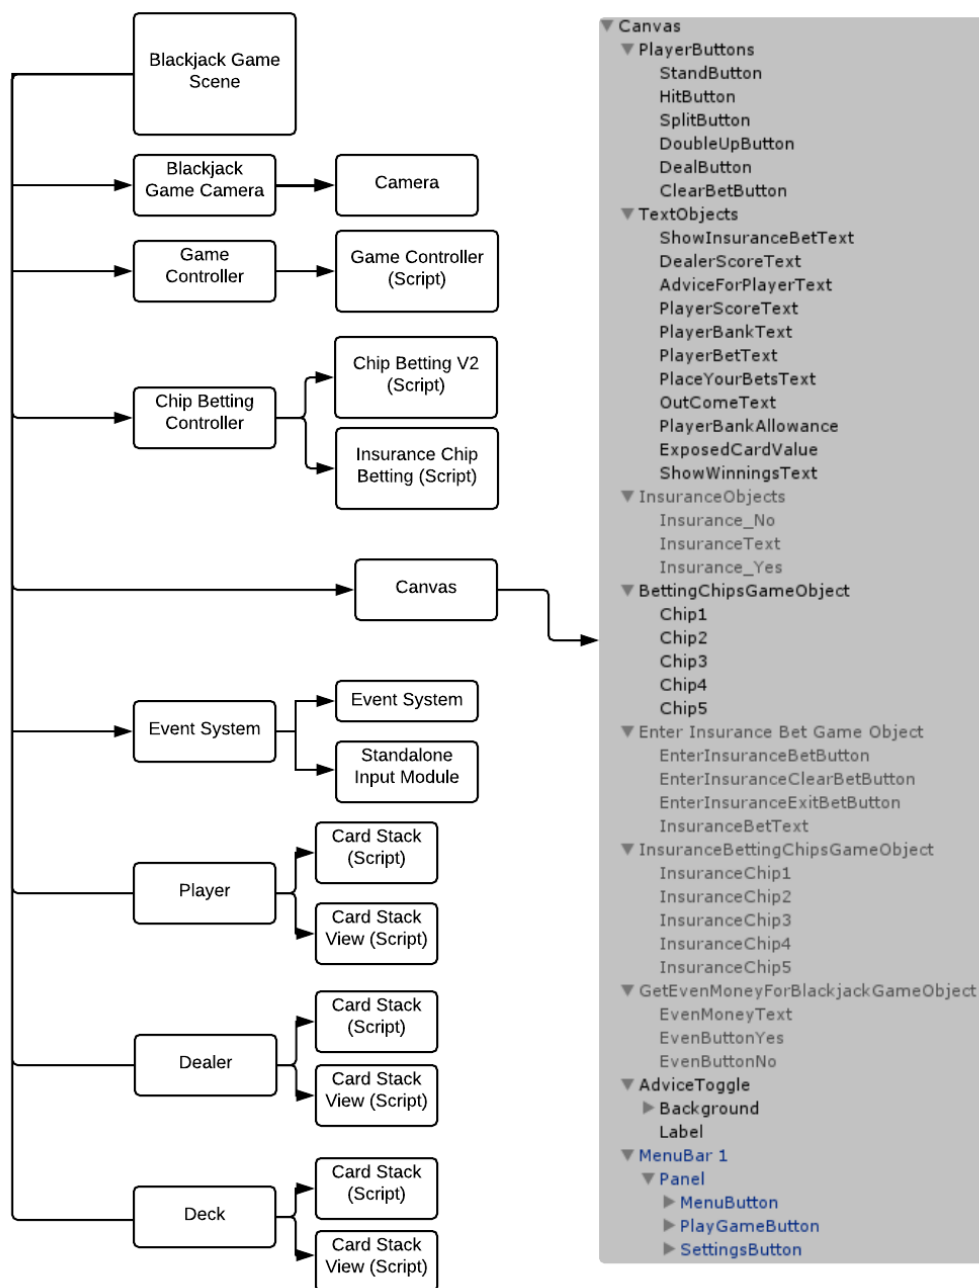 Blackjack Game
Scene
Blackjack
Game Camera
Camera
Game
Controller
Game Controller
(Script)
Chip Betting
Controller
Chip Betting V2
(Script)
Insurance Chip
Betting (Script)
Canvas
Event System
Event System
Standalone
Input Module
Player
Card Stack
(Script)
Card Stack
View (Script)
Dealer
Card Stack
(Script)
Card Stack
View (Script)
Deck
Card Stack
(Script)
Card Stack
View (Script)
Canvas
PlayerButtons
StandButton
HitButton
SplitButton
DoubleUpButton
DealButton
ClearBetButton
TextObjects
ShowInsuranceBetText
DealerScoreText
AdviceForPlayerText
PlayerScoreText
PlayerBankText
PlayerBetText
PlaceYourBetsText
OutComeText
PlayerBankAllowance
ExposedCardValue
ShowWinningsText
InsuranceObjects
Insurance_No
InsuranceText
Insurance_Yes
BettingChipsGameObject
Chip1
Chip2
Chip3
Chip4
Chip5
Enter Insurance Bet Game Object
EnterInsuranceBetButton
EnterInsuranceClearBetButton
EnterInsuranceExitBetButton
InsuranceBetText
InsuranceBettingChipsGameObject
InsuranceChip1
InsuranceChip2
InsuranceChip3
InsuranceChip4
InsuranceChip5
GetEvenMoneyForBlackjackGameObject
EvenMoneyText
EvenButtonYes
EvenButtonNo
AdviceToggle
Background
Label
MenuBar 1
Panel
MenuButton
PlayGameButton
SettingsButton